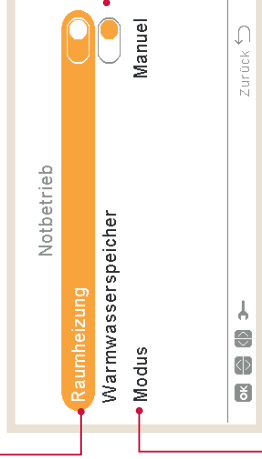 Notbetrieb
Raumheizung
Warmwasserspeicher
Modus Manuel
OK Zurück